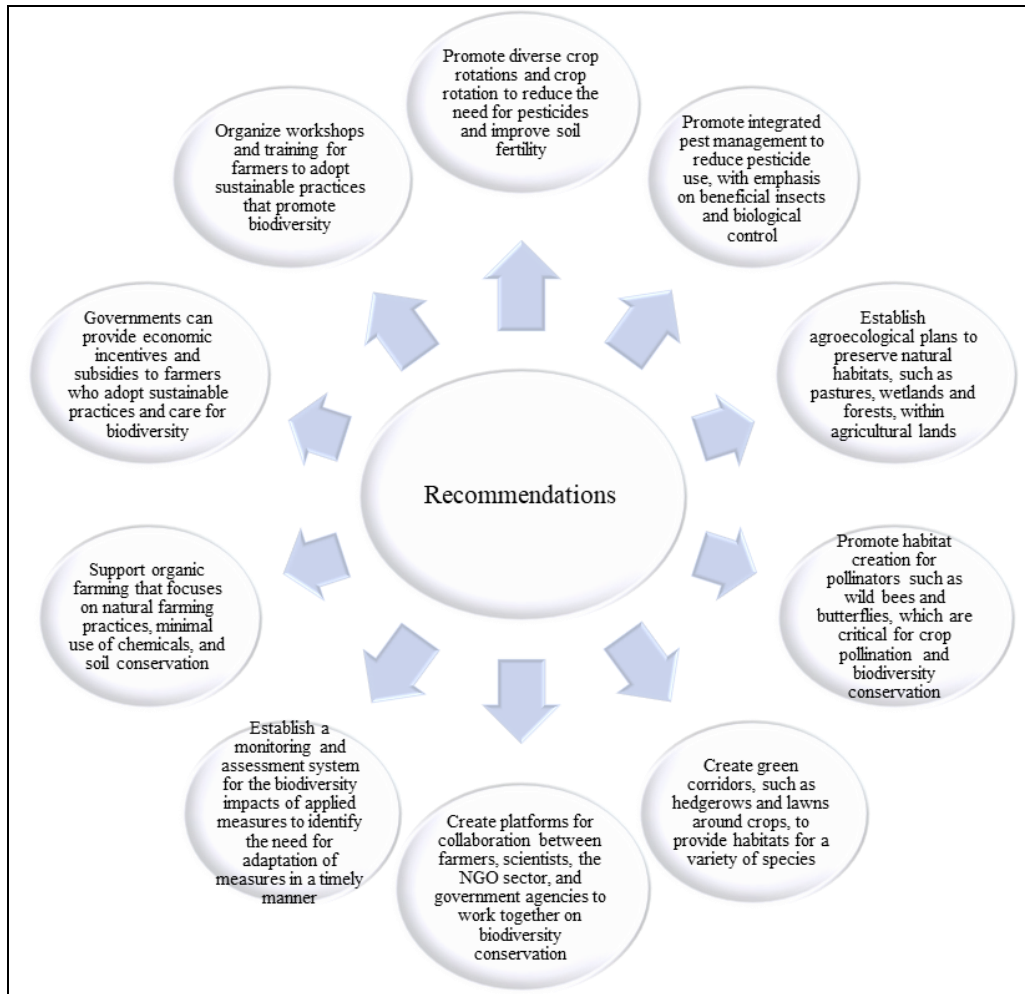 Promote diverse crop
rotations and crop
rotation to reduce the
need for pesticides
and improve soil
fertility
Promote integrated
pest management to
reduce pesticide
use, with emphasis
on beneficial insects
and biological
control
Establish
agroecological plans to
preserve natural
habitats, such as
pastures, wetlands and
forests, within
agricultural lands
Promote habitat
creation for
pollinators such as
wild bees and
butterflies, which are
critical for crop
pollination and
biodiversity
conservation
Create green
corridors, such as
hedgerows and lawns
around crops, to
provide habitats for a
variety of species
Create platforms for
collaboration between
farmers, scientists, the
NGO sector, and
government agencies to
work together on
biodiversity
conservation
Establish a
monitoring and
assessment system
for the biodiversity
impacts of applied
measures to identify
the need for
adaptation of
measures in a timely
manner
Support organic
farming that focuses
on natural farming
practices, minimal
use of chemicals, and
soil conservation
Governments can
provide economic
incentives and
subsidies to farmers
who adopt sustainable
practices and care for
biodiversity
Organize workshops
and training for
farmers to adopt
sustainable practices
that promote
biodiversity
Recommendations